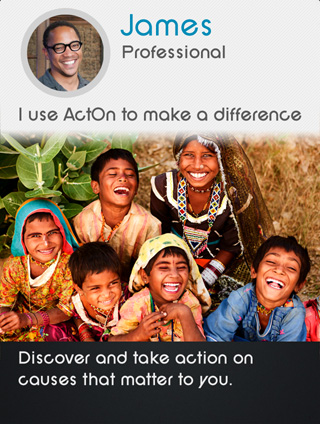 James
Professional
I use ActOn to make a difference
Discover and take action on
causes that matter to you.